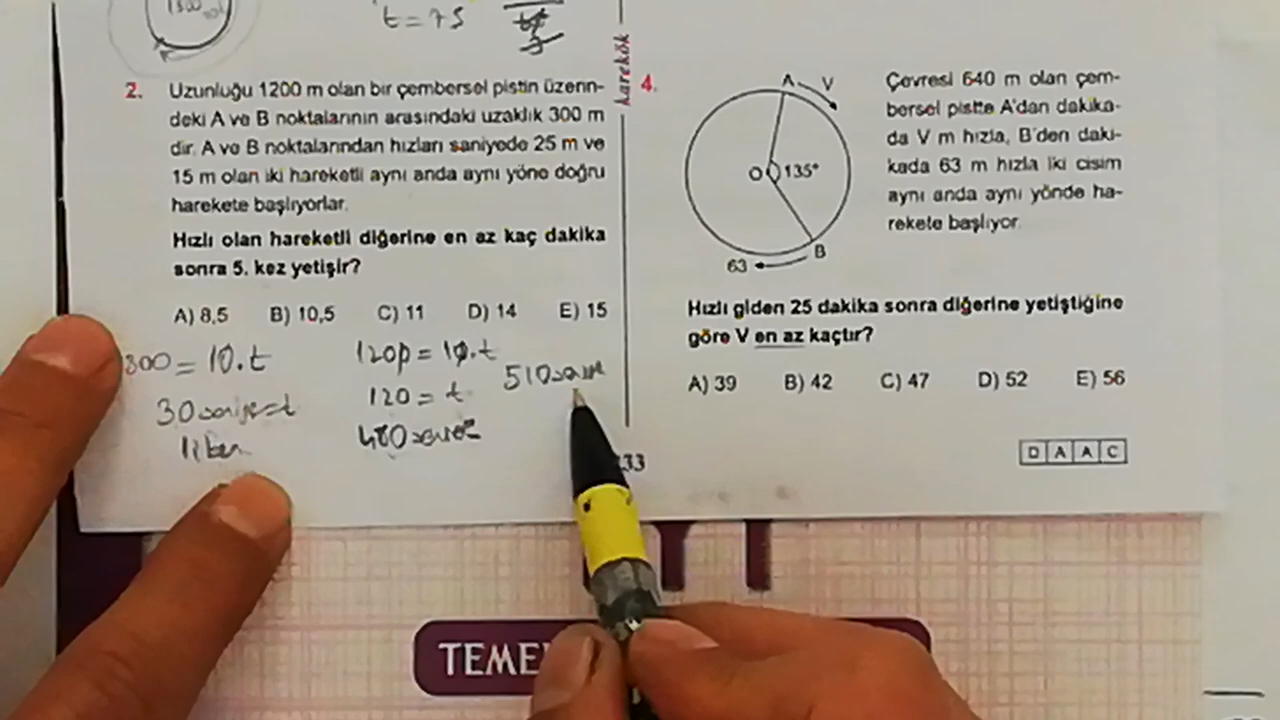 t = 75
karekök
2. Uzunluğu 1200 m olan bir çembersel pistin üzerin-
deki A ve B noktalarının arasındaki uzaklık 300 m
dir. A ve B noktalarından hızları saniyede 25 m ve
15 m olan iki hareketli aynı anda aynı yöne doğru
harekete başlıyorlar.
Hızlı olan hareketli diğerine en az kaç dakika
sonra 5. kez yetişir?
A) 8,5 B) 10,5 C) 11 D) 14 E) 15
300 = 10.t
30 saniye = t
1200 = 10.t
120 = t
480 saniye
510 saniye
4.
A V
O 135°
B
63
Çevresi 640 m olan çem-
bersel pistte A'dan dakika-
da V m hızla, B'den daki-
kada 63 m hızla iki cisim
aynı anda aynı yönde ha-
rekete başlıyor.
Hızlı giden 25 dakika sonra diğerine yetiştiğine
göre V en az kaçtır?
A) 39 B) 42 C) 47 D) 52 E) 56
D A A C
33
TEME